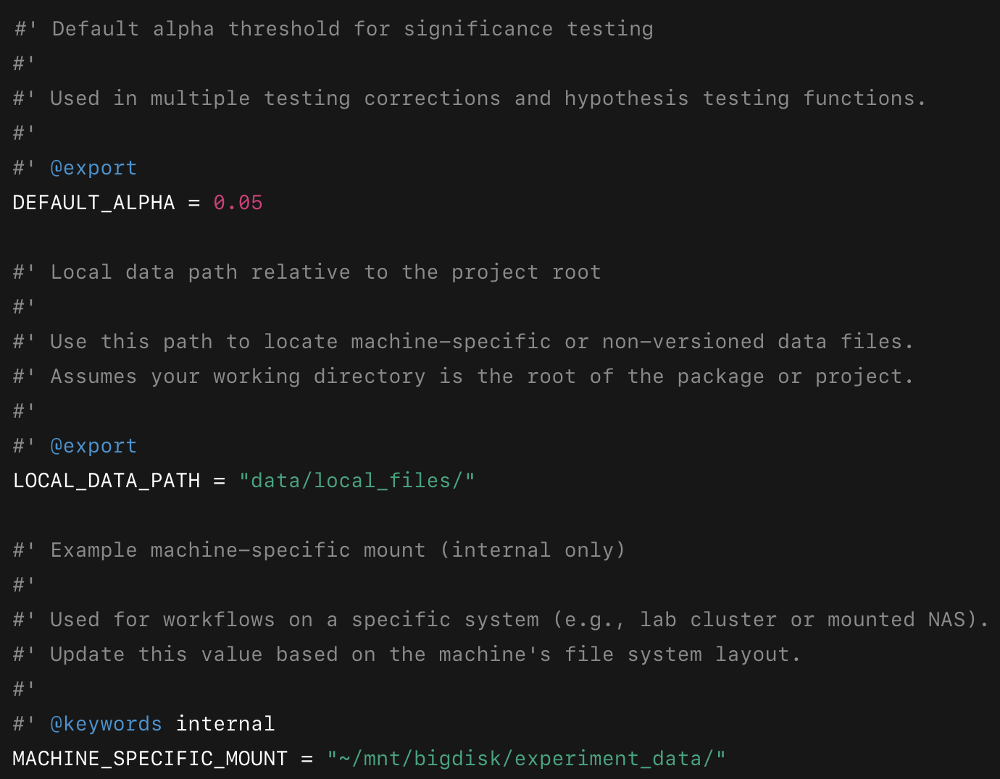 #' Default alpha threshold for significance testing
#'
#' Used in multiple testing corrections and hypothesis testing functions.
#'
#' @export
DEFAULT_ALPHA = 0.05
#' Local data path relative to the project root
#'
#' Use this path to locate machine-specific or non-versioned data files.
#' Assumes your working directory is the root of the package or project.
#'
#' @export
LOCAL_DATA_PATH = "data/local_files/"
#' Example machine-specific mount (internal only)
#'
#' Used for workflows on a specific system (e.g., lab cluster or mounted NAS).
#' Update this value based on the machine's file system layout.
#'
#' @keywords internal
MACHINE_SPECIFIC_MOUNT = "~/mnt/bigdisk/experiment_data/"